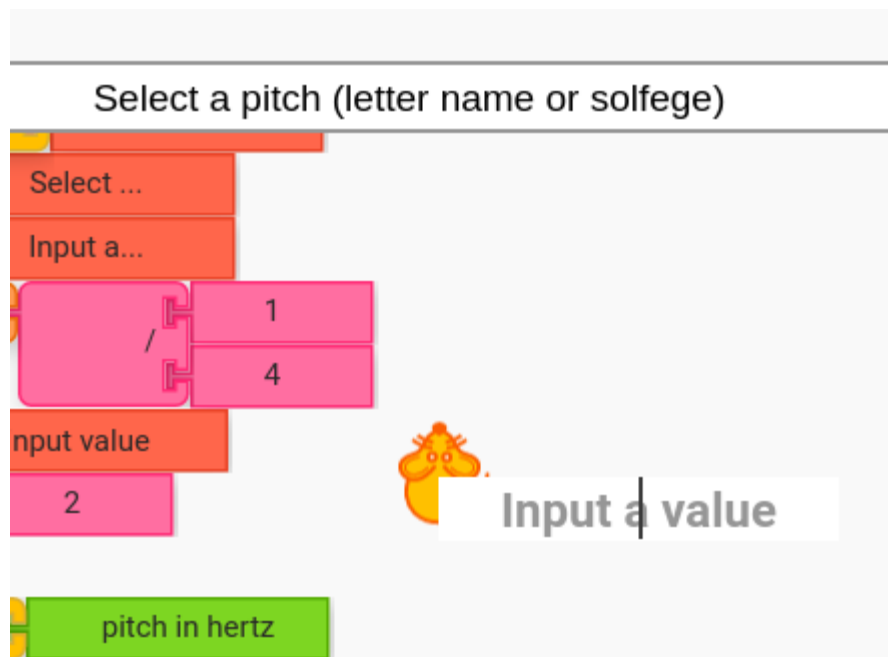 Select a pitch (letter name or solfege)
Select ...
Input a...
1
/
4
nput value
2
Input a value
pitch in hertz